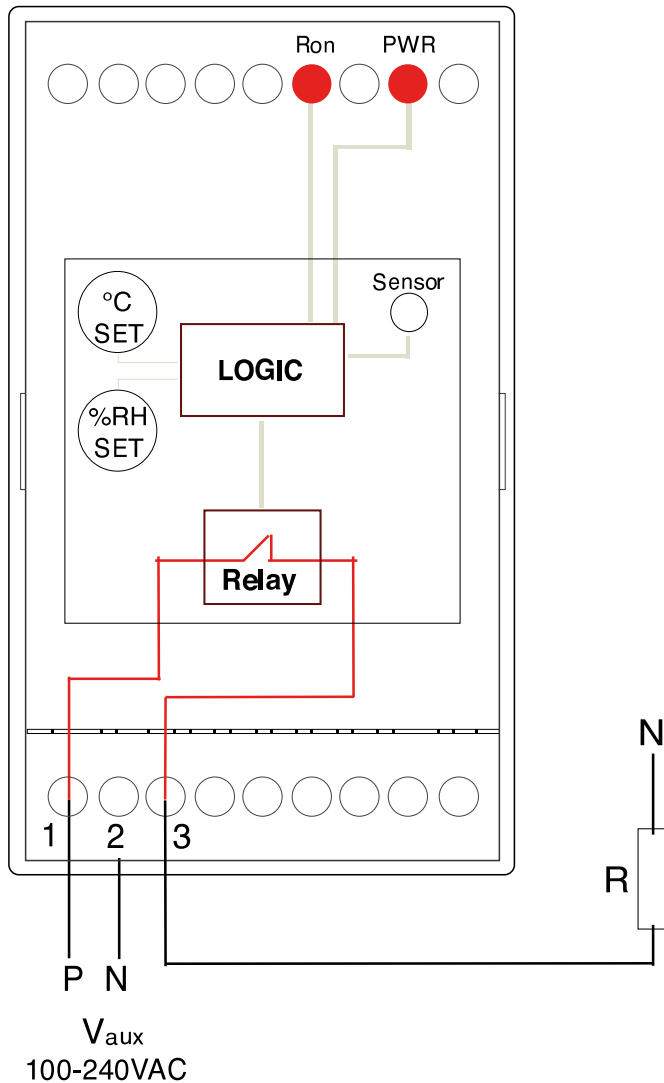 Ron PWR
°C
SET
Sensor
LOGIC
%RH
SET
Relay
N
1 2 3
R
P N
Vaux
100-240VAC